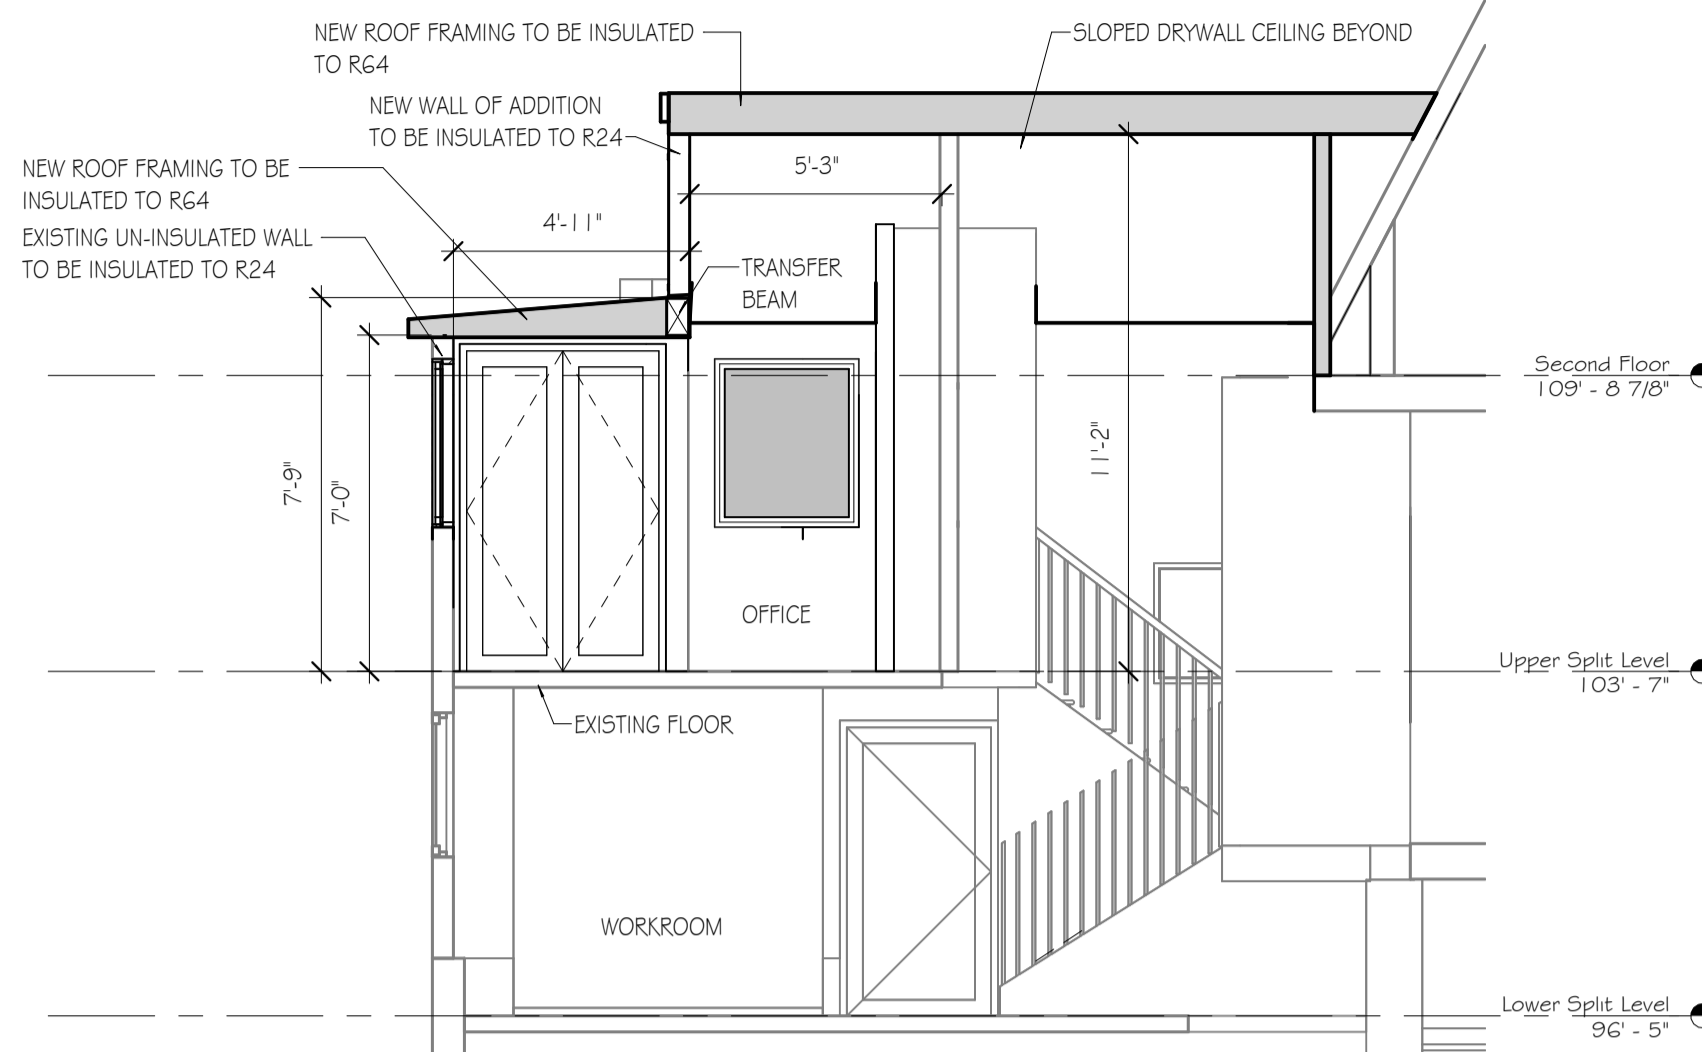 NEW ROOF FRAMING TO BE INSULATED
TO R64
SLOPED DRYWALL CEILING BEYOND
NEW WALL OF ADDITION
TO BE INSULATED TO R24
NEW ROOF FRAMING TO BE
INSULATED TO R64
5'-3"
4'-11"
EXISTING UN-INSULATED WALL
TO BE INSULATED TO R24
TRANSFER
BEAM
Second Floor
109' - 8 7/8"
7'-9"
7'-0"
11'-2"
OFFICE
Upper Split Level
103' - 7"
EXISTING FLOOR
WORKROOM
Lower Split Level
96' - 5"